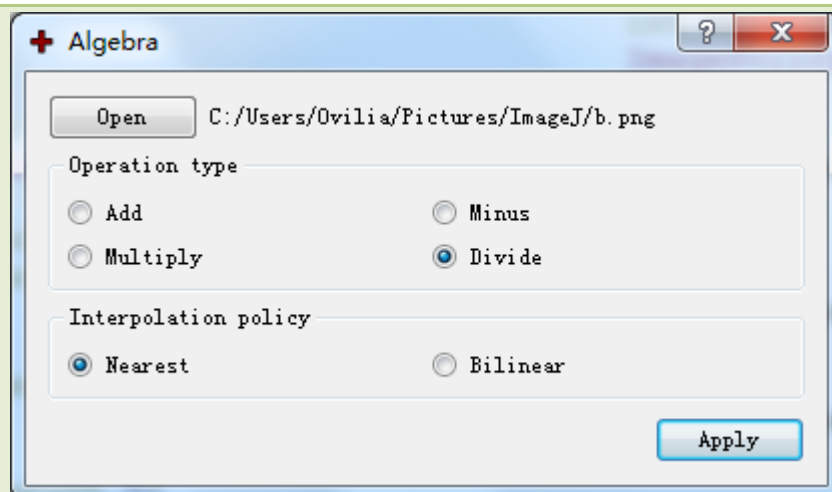 Algebra
Open C:/Users/Ovilia/Pictures/ImageJ/b.png
Operation type
Add Minus
Multiply Divide
Interpolation policy
Nearest Bilinear
Apply